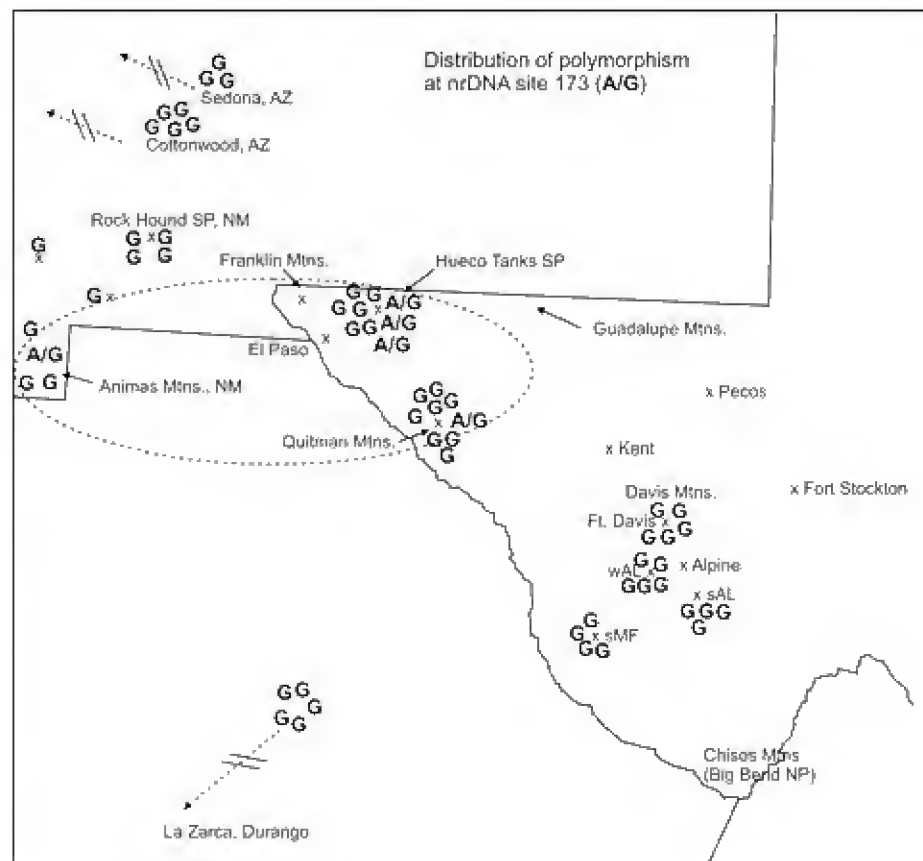 Distribution of polymorphism
at nrDNA site 173 (A/G)
G
G G
Sedona, AZ
G G
G G G
Cottonwood, AZ
Rock Hound SP, NM
G x G
G G
G
x
Franklin Mtns.
x
Hueco Tanks SP
G x
G G
G G x A/G
G G A/G
A/G
Guadalupe Mtns.
El Paso x
G
A/G
G G
Animas Mtns., NM
x Pecos
G G
G G
G x A/G
G G
G
Quitman Mtns.
x Kent
x Fort Stockton
Davis Mtns.
G G
Ft. Davis x G
G G
G G
wAL x
G G G
x Alpine
x sAL
G G G
G
G
G x sMF
G G
G G
G
G G
Chisos Mtns
(Big Bend NP)
La Zarca, Durango